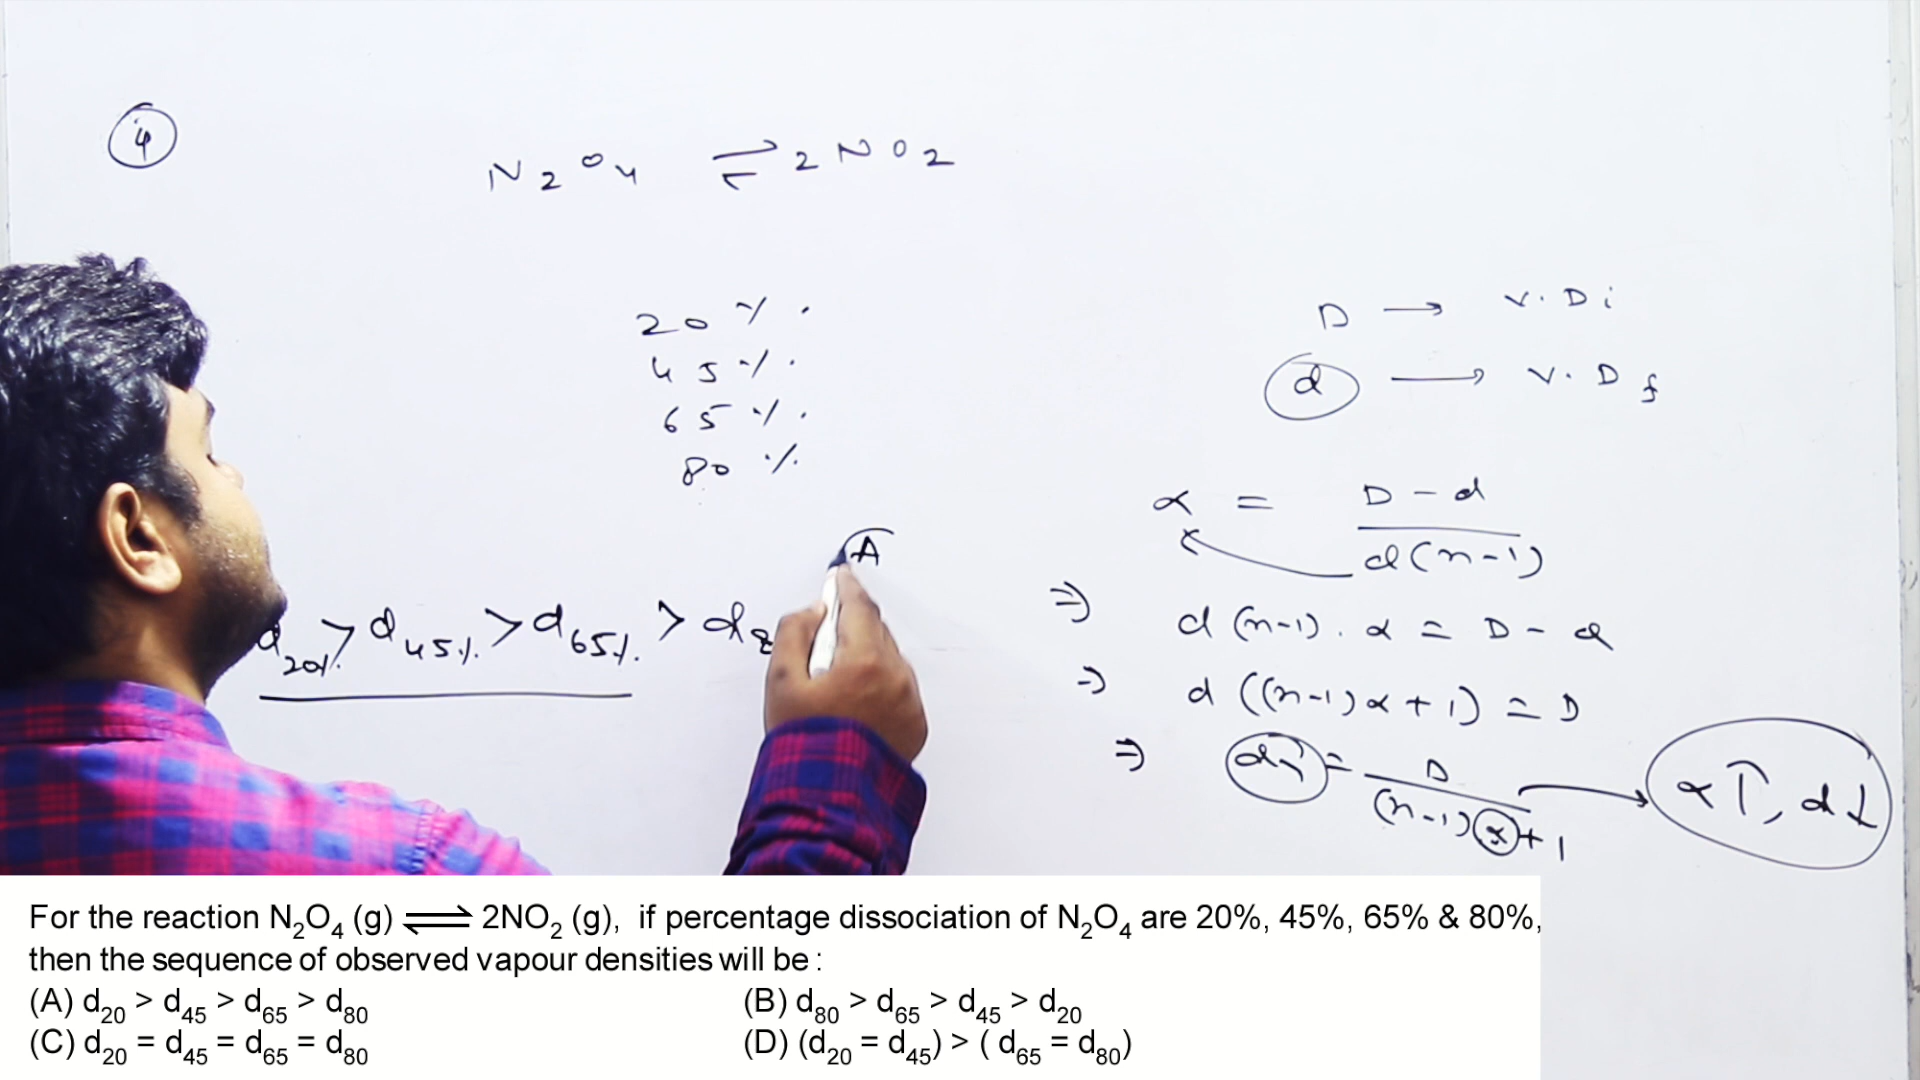 4
N2O4 ⇌ 2NO2
20 %.
45 %.
65 %.
80 %
d20% > d45% > d65% > d8
A
D → V.Di
d → V.Df
α = D - d / d(n-1)
⇒ d(n-1).α = D - d
⇒ d((n-1)α+1) = D
⇒ = D / (n-1)α+1 → α↑, d↓
For the reaction N2O4 (g) ⇌ 2NO2 (g), if percentage dissociation of N2O4 are 20%, 45%, 65% & 80%,
then the sequence of observed vapour densities will be :
(A) d20 > d45 > d65 > d80 (B) d80 > d65 > d45 > d20
(C) d20 = d45 = d65 = d80 (D) (d20 = d45) > ( d65 = d80)